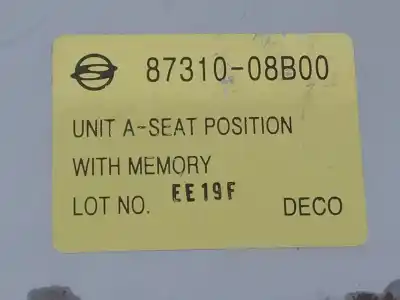 87310-08B00
UNIT A-SEAT POSITION
WITH MEMORY
LOT NO. EE19F DECO